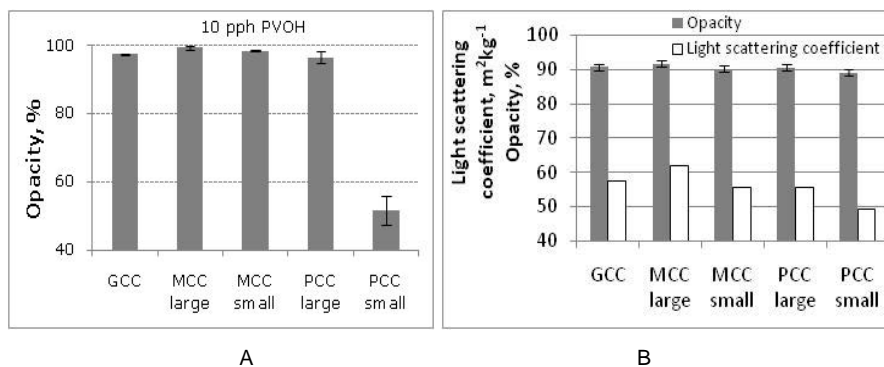 10 pph PVOH
Opacity, %
100
80
60
40
GCC
MCC large
MCC small
PCC large
PCC small
A
Opacity
Light scattering coefficient
Light scattering
coefficient, m²kg⁻¹
Opacity, %
100
90
80
70
60
50
40
GCC
MCC large
MCC small
PCC large
PCC small
B